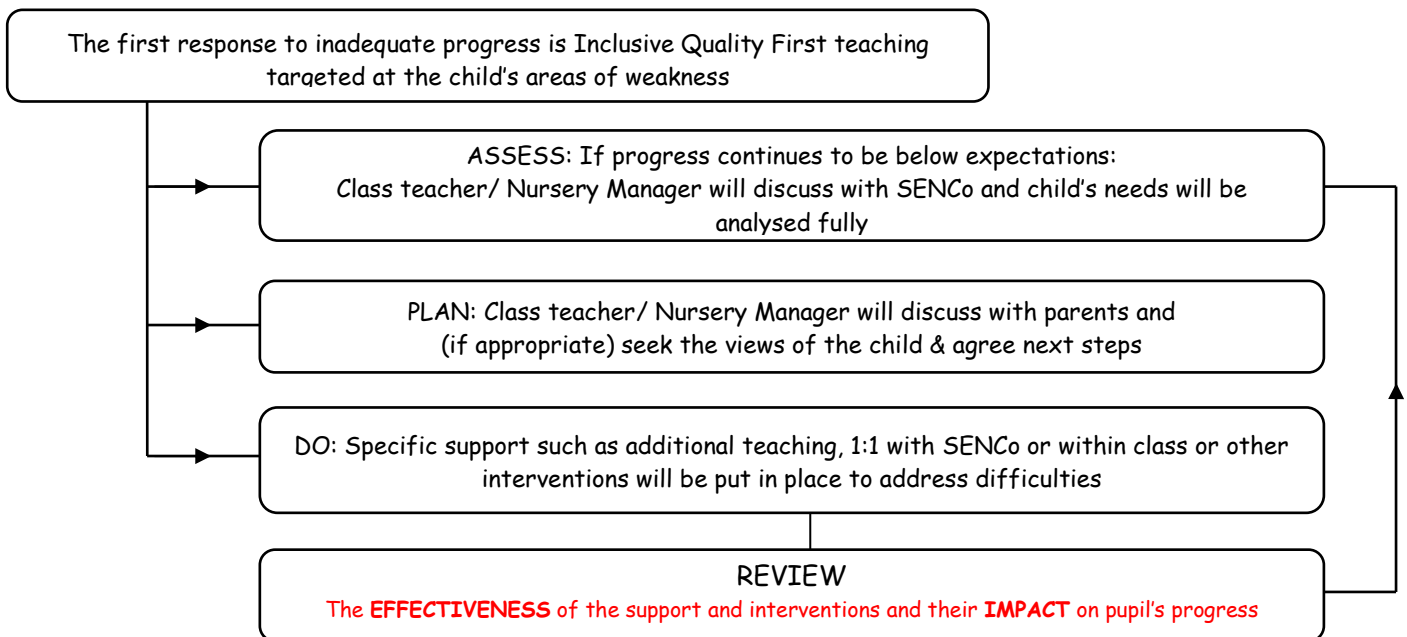 The first response to inadequate progress is Inclusive Quality First teaching
targeted at the child's areas of weakness
ASSESS: If progress continues to be below expectations:
Class teacher/ Nursery Manager will discuss with SENCo and child's needs will be
analysed fully
PLAN: Class teacher/ Nursery Manager will discuss with parents and
(if appropriate) seek the views of the child & agree next steps
DO: Specific support such as additional teaching, 1:1 with SENCo or within class or other
interventions will be put in place to address difficulties
REVIEW
The EFFECTIVENESS of the support and interventions and their IMPACT on pupil's progress